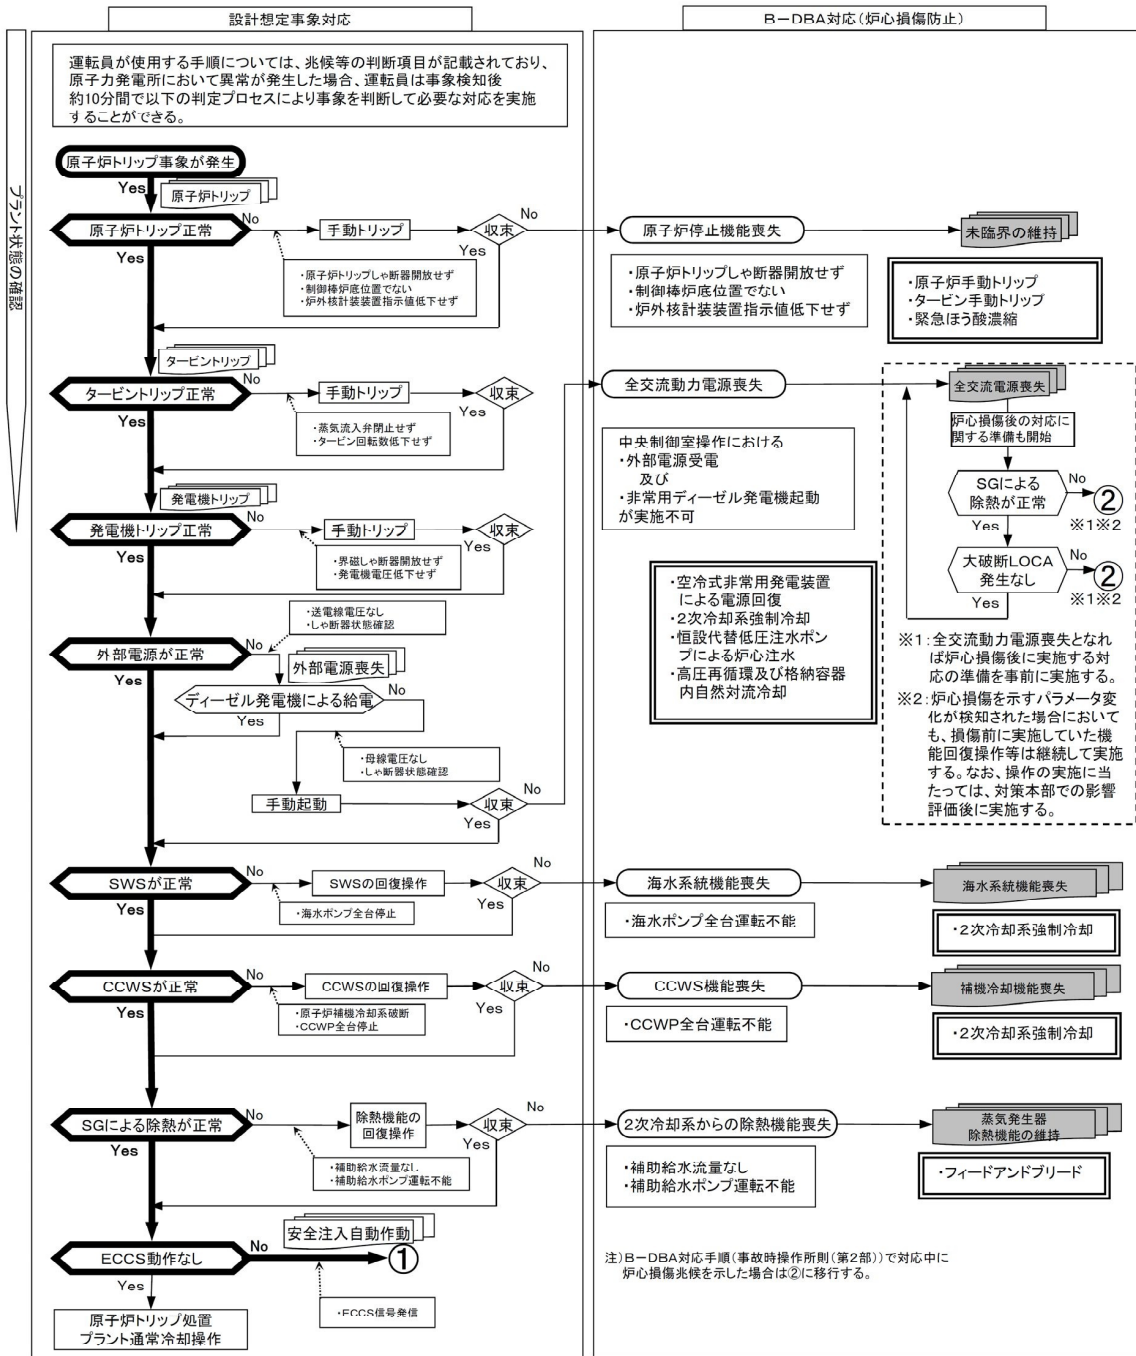 設計想定事象対応
B－DBA対応(炉心損傷防止)
プラント状態の確認
運転員が使用する手順については、兆候等の判断項目が記載されており、
原子力発電所において異常が発生した場合、運転員は事象検知後
約10分間で以下の判定プロセスにより事象を判断して必要な対応を実施
することができる。
原子炉トリップ事象が発生
Yes
原子炉トリップ
原子炉トリップ正常
No
手動トリップ
収束
No
Yes
Yes
・原子炉トリップしゃ断器開放せず
・制御棒炉底位置でない
・炉外核計装装置指示値低下せず
原子炉停止機能喪失
・原子炉トリップしゃ断器開放せず
・制御棒炉底位置でない
・炉外核計装装置指示値低下せず
未臨界の維持
・原子炉手動トリップ
・タービン手動トリップ
・緊急ほう酸濃縮
タービントリップ
タービントリップ正常
No
手動トリップ
収束
Yes
Yes
・蒸気流入弁閉止せず
・タービン回転数低下せず
全交流動力電源喪失
中央制御室操作における
・外部電源受電
及び
・非常用ディーゼル発電機起動
が実施不可
全交流電源喪失
炉心損傷後の対応に
関する準備も開始
SGによる
除熱が正常
No
②
※1※2
Yes
大破断LOCA
発生なし
No
②
※1※2
Yes
※1：全交流動力電源喪失となれ
ば炉心損傷後に実施する対
応の準備を事前に実施する。
※2：炉心損傷を示すパラメータ変
化が検知された場合において
も、損傷前に実施していた機
能回復操作等は継続して実施
する。なお、操作の実施に当
たっては、対策本部での影響
評価後に実施する。
・空冷式非常用発電装置
による電源回復
・2次冷却系強制冷却
・恒設代替低圧注水ポン
プによる炉心注水
・高圧再循環及び格納容器
内自然対流冷却
発電機トリップ
発電機トリップ正常
No
手動トリップ
収束
Yes
Yes
・界磁しゃ断器開放せず
・発電機電圧低下せず
・送電線電圧なし
・しゃ断器状態確認
外部電源が正常
No
Yes
外部電源喪失
ディーゼル発電機による給電
No
Yes
・母線電圧なし
・しゃ断器状態確認
手動起動
収束
No
Yes
SWSが正常
No
SWSの回復操作
収束
No
Yes
Yes
・海水ポンプ全台停止
海水系統機能喪失
・海水ポンプ全台運転不能
海水系統機能喪失
・2次冷却系強制冷却
CCWSが正常
No
CCWSの回復操作
収束
No
Yes
Yes
・原子炉補機冷却系破断
・CCWP全台停止
CCWS機能喪失
・CCWP全台運転不能
補機冷却機能喪失
・2次冷却系強制冷却
SGによる除熱が正常
No
除熱機能の
回復操作
収束
No
Yes
Yes
・補助給水流量なし
・補助給水ポンプ運転不能
2次冷却系からの除熱機能喪失
・補助給水流量なし
・補助給水ポンプ運転不能
蒸気発生器
除熱機能の維持
・フィードアンドブリード
安全注入自動作動
ECCS動作なし
No
①
Yes
・ECCS信号発信
原子炉トリップ処置
プラント通常冷却操作
注)B－DBA対応手順(事故時操作所則(第2部))で対応中に
炉心損傷兆候を示した場合は②に移行する。